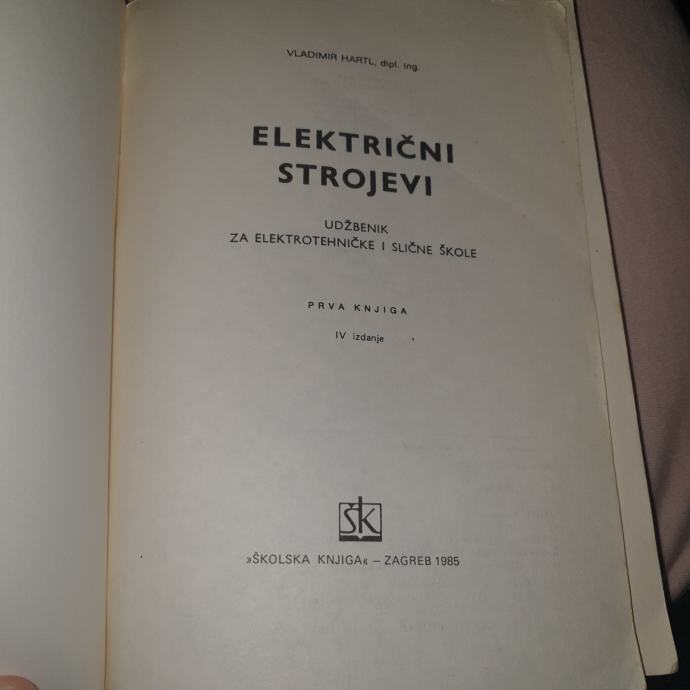 VLADIMIR HARTL, dipl. ing.
ELEKTRIČNI
STROJEVI
UDŽBENIK
ZA ELEKTROTEHNIČKE I SLIČNE ŠKOLE
PRVA KNJIGA
IV izdanje
ŠK
»ŠKOLSKA KNJIGA« – ZAGREB 1985